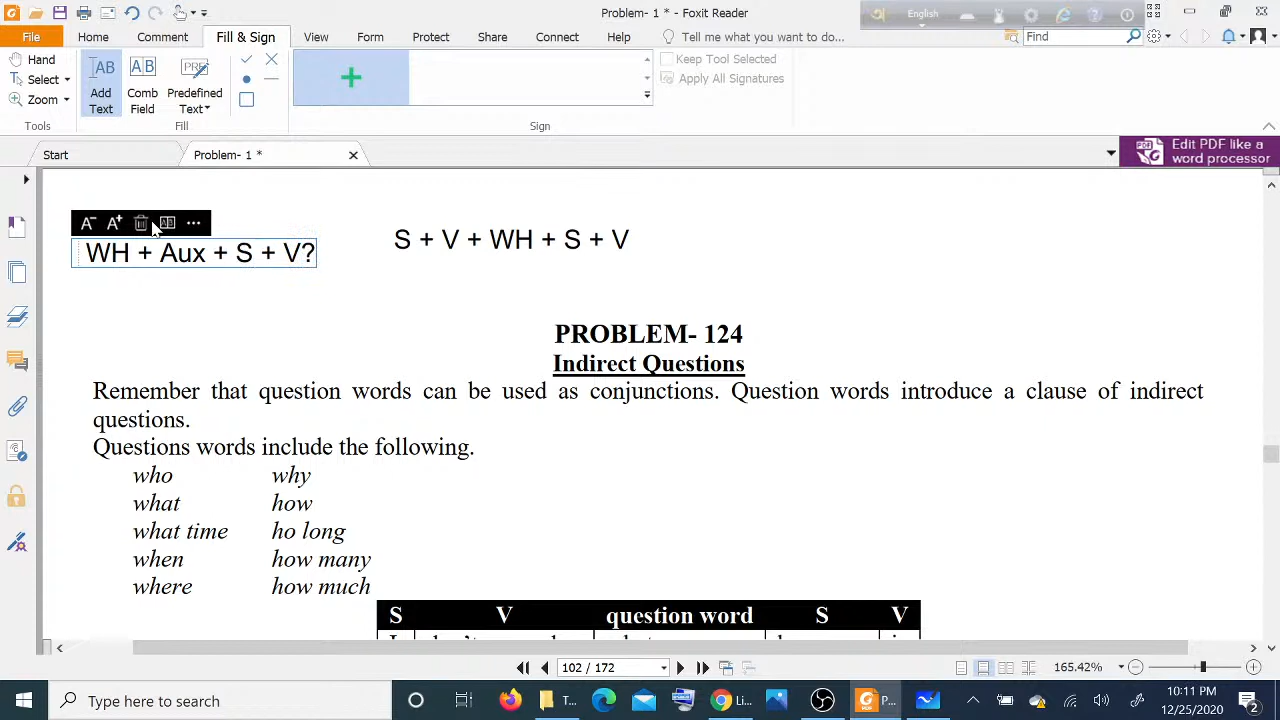 Problem- 1 * - Foxit Reader
English
File
Home
Comment
Fill & Sign
View
Form
Protect
Share
Connect
Help
Tell me what you want to do...
Find
Hand
Select
Zoom
Tools
Add
Text
Comb
Field
PRE
Predefined
Text
Fill
Keep Tool Selected
Apply All Signatures
Sign
Start
Problem- 1 *
Edit PDF like a
word processor
WH + Aux + S + V?
S + V + WH + S + V
PROBLEM- 124
Indirect Questions
Remember that question words can be used as conjunctions. Question words introduce a clause of indirect
questions.
Questions words include the following.
who why
what how
what time ho long
when how many
where how much
S V question word S V
102 / 172
165.42%
Type here to search
T...
Li...
P...
10:11 PM
12/25/2020
2